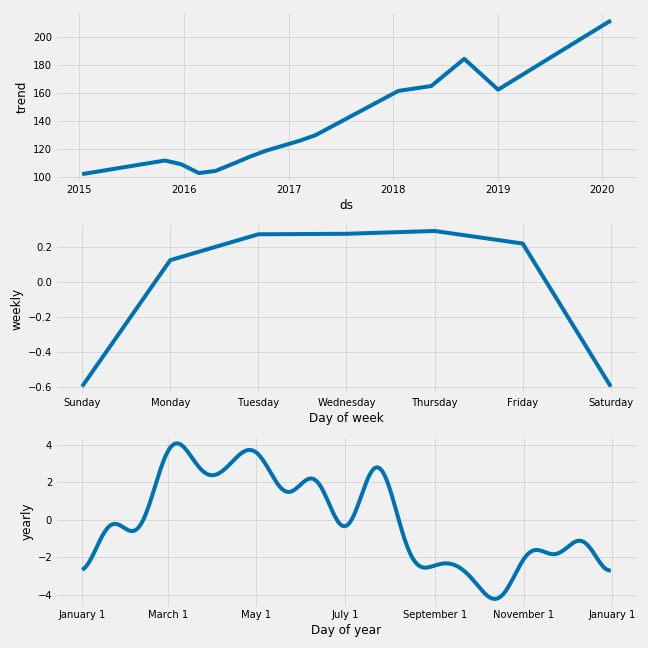 200
180
160
140
120
100
trend
2015 2016 2017 2018 2019 2020
ds
0.2
0.0
−0.2
−0.4
−0.6
weekly
Sunday Monday Tuesday Wednesday Thursday Friday Saturday
Day of week
4
2
0
−2
−4
yearly
January 1 March 1 May 1 July 1 September 1 November 1 January 1
Day of year